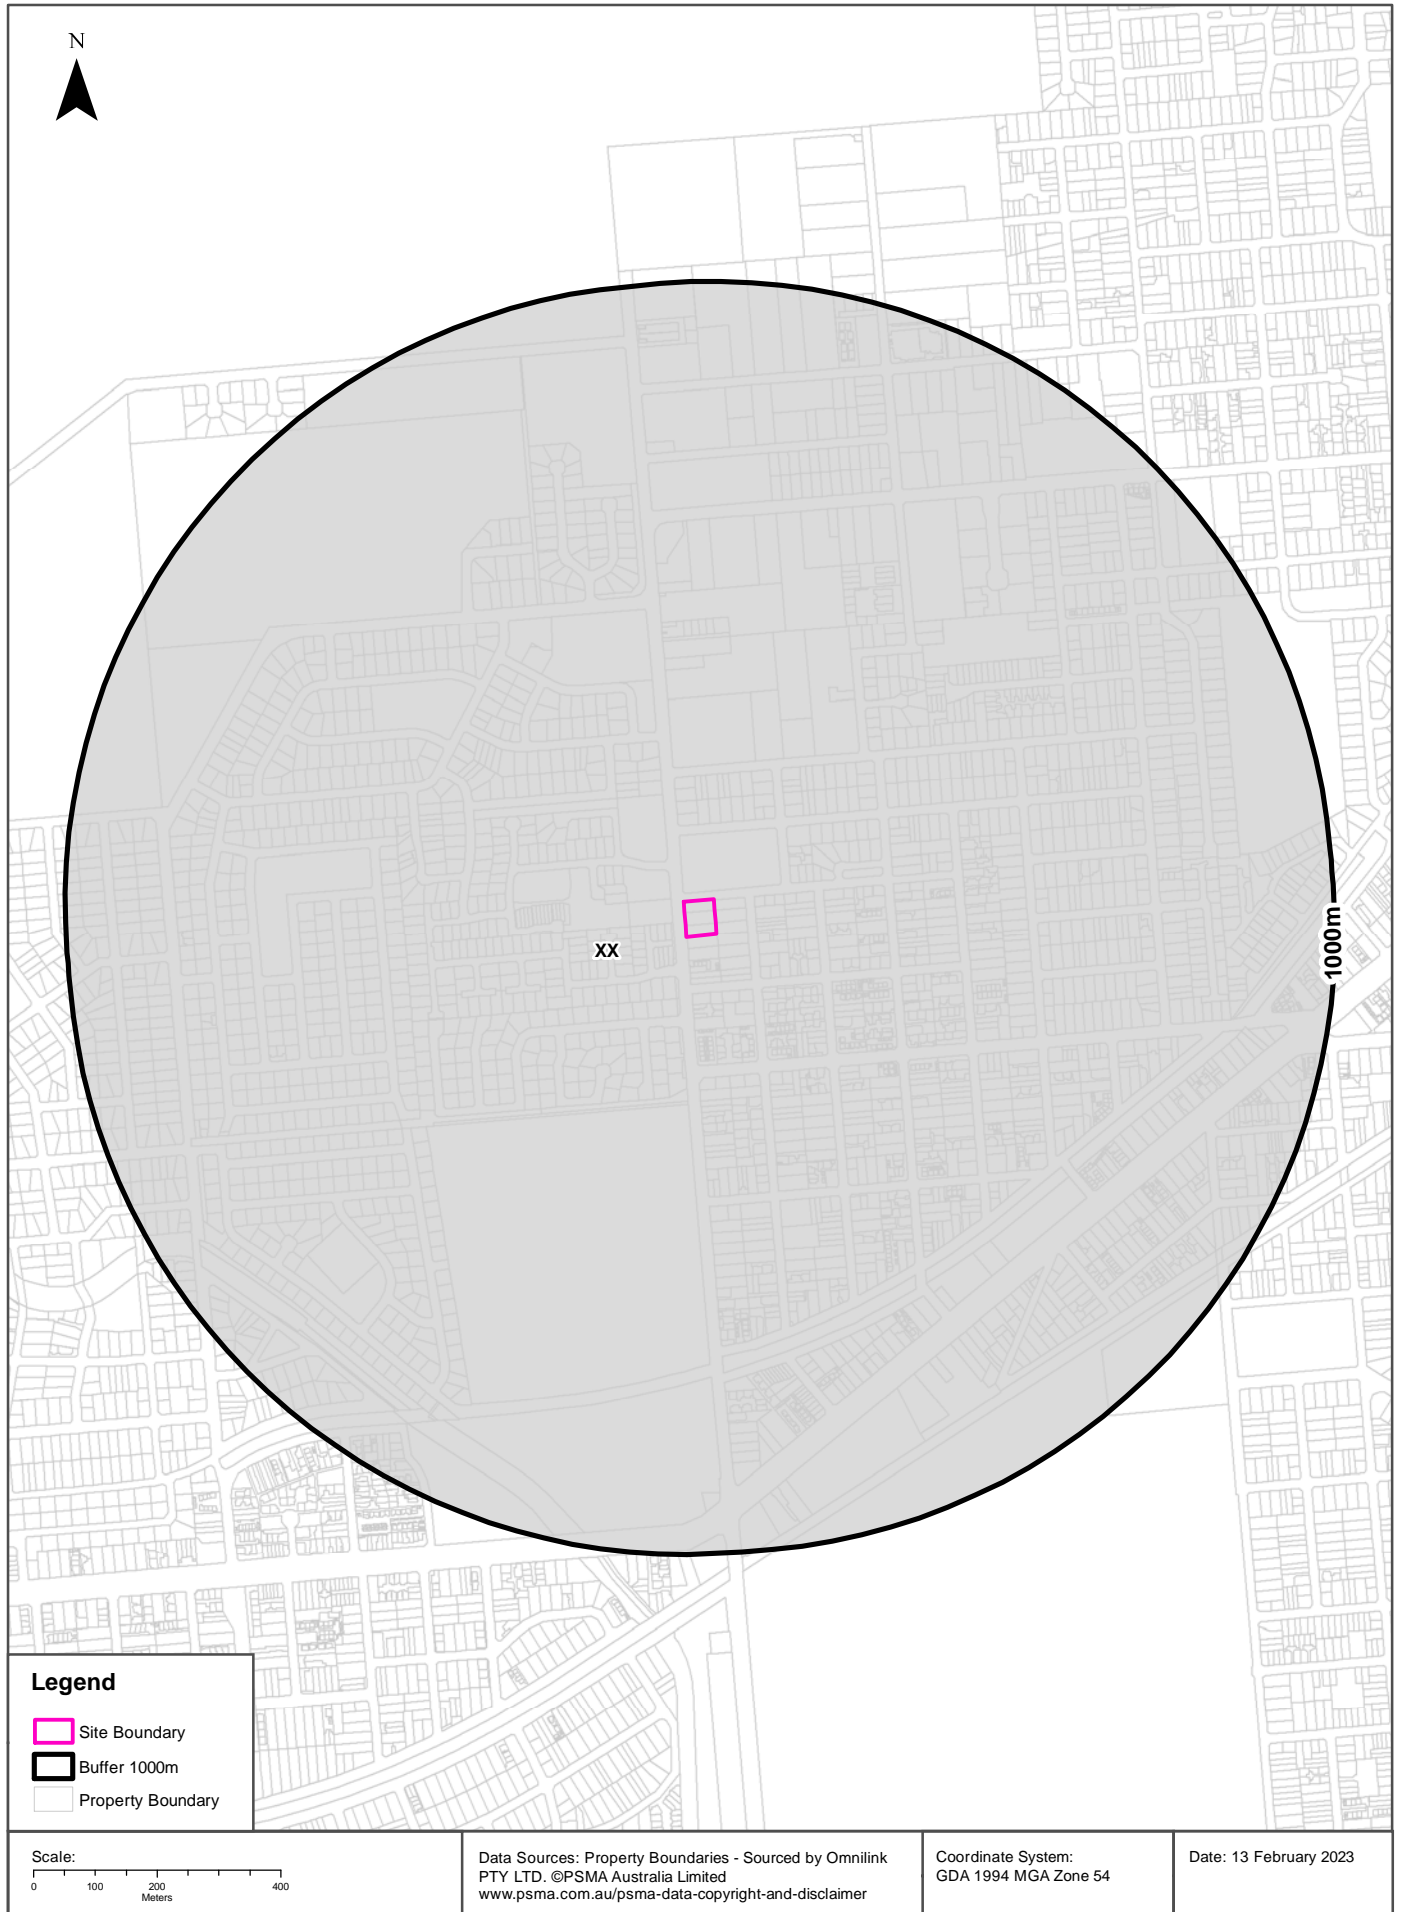 N
XX
1000m
Legend
Site Boundary
Buffer 1000m
Property Boundary
Scale:
0 100 200 400
Meters
Data Sources: Property Boundaries - Sourced by Omnilink
PTY LTD. ©PSMA Australia Limited
www.psma.com.au/psma-data-copyright-and-disclaimer
Coordinate System:
GDA 1994 MGA Zone 54
Date: 13 February 2023